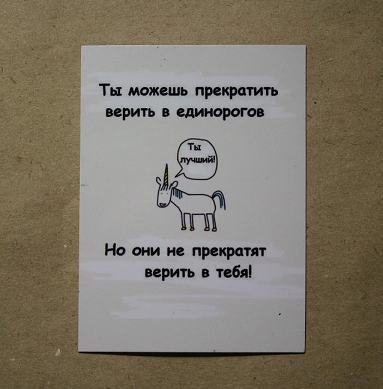 Ты можешь прекратить
верить в единорогов
Ты
лучший!
Но они не прекратят
верить в тебя!